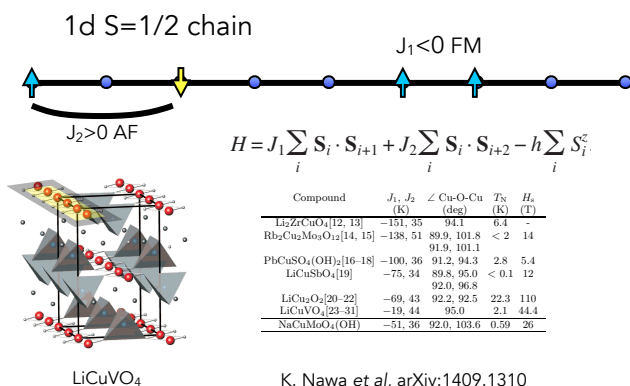 1d S=1/2 chain
J₁<0 FM
J₂>0 AF
H = J₁ ∑ᵢ Sᵢ · Sᵢ₊₁ + J₂ ∑ᵢ Sᵢ · Sᵢ₊₂ − h ∑ᵢ Sᵢᶻ
Compound J₁, J₂ ∠ Cu-O-Cu T_N H_s
(K) (deg) (K) (T)
Li₂ZrCuO₄[12, 13] −151, 35 94.1 6.4 -
Rb₂Cu₂Mo₃O₁₂[14, 15] −138, 51 89.9, 101.8 < 2 14
91.9, 101.1
PbCuSO₄(OH)₂[16–18] −100, 36 91.2, 94.3 2.8 5.4
LiCuSbO₄[19] −75, 34 89.8, 95.0 < 0.1 12
92.0, 96.8
LiCu₂O₂[20–22] −69, 43 92.2, 92.5 22.3 110
LiCuVO₄[23–31] −19, 44 95.0 2.1 44.4
NaCuMoO₄(OH) −51, 36 92.0, 103.6 0.59 26
LiCuVO₄
K. Nawa et al. arXiv:1409.1310